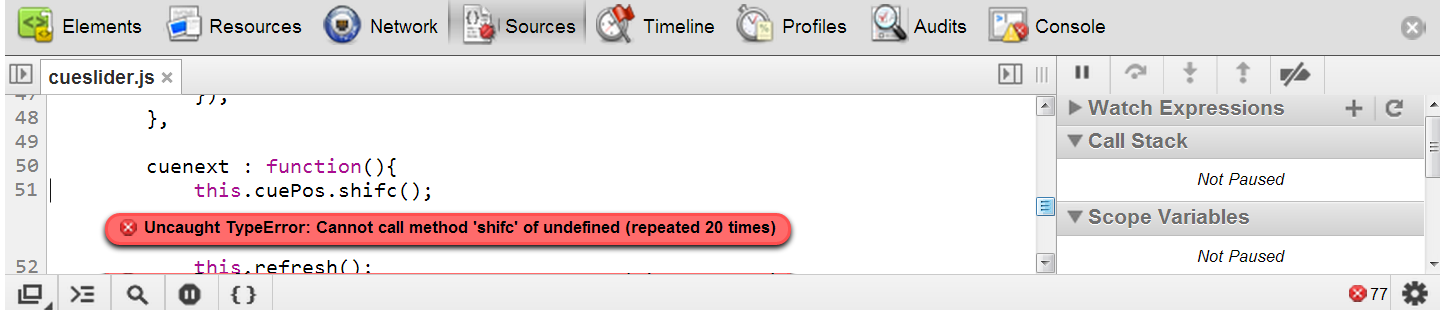 Elements Resources Network Sources Timeline Profiles Audits Console
cueslider.js
47 });
48 },
49
50 cuenext : function(){
51 this.cuePos.shifc();
Uncaught TypeError: Cannot call method 'shifc' of undefined (repeated 20 times)
52 this.refresh();
Watch Expressions
Call Stack
Not Paused
Scope Variables
Not Paused
77